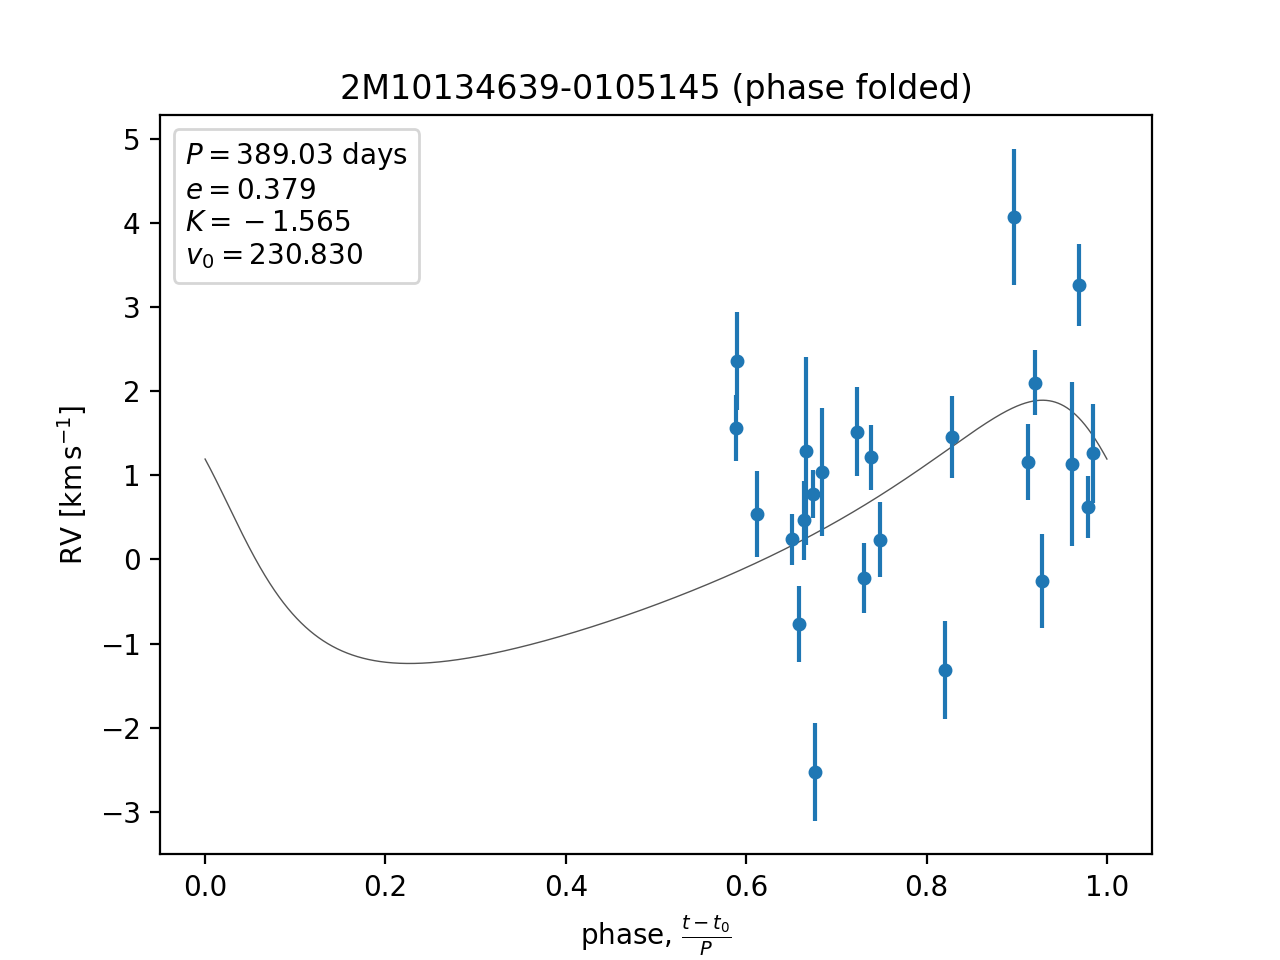 2M10134639-0105145 (phase folded)
P = 389.03 days
e = 0.379
K = −1.565
v₀ = 230.830
5
4
3
2
1
0
−1
−2
−3
RV [km s⁻¹]
0.0 0.2 0.4 0.6 0.8 1.0
phase, (t − t₀)/P